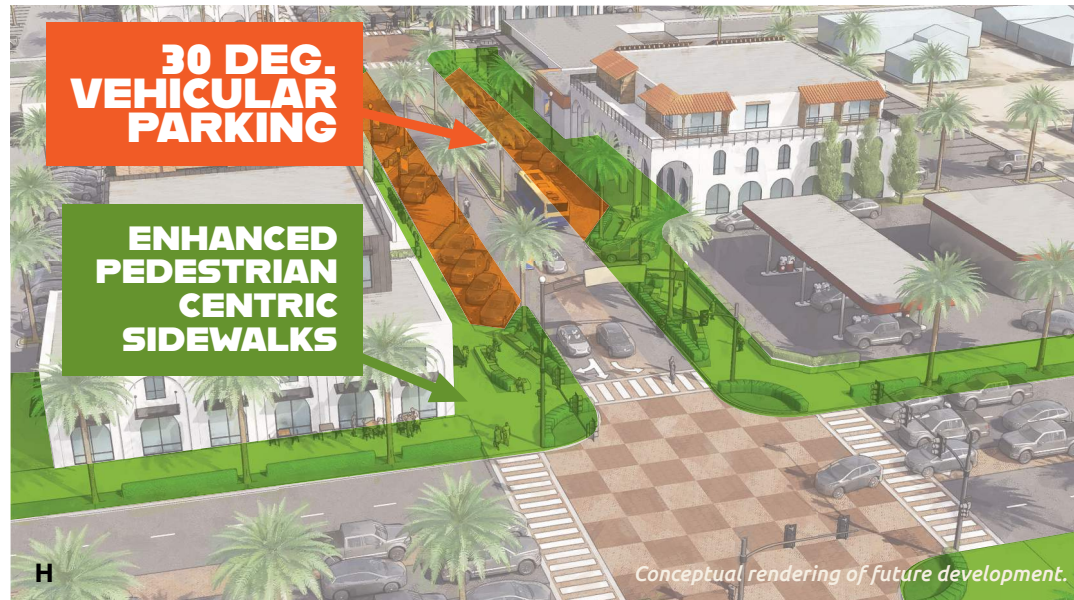 30 DEG.
VEHICULAR
PARKING
ENHANCED
PEDESTRIAN
CENTRIC
SIDEWALKS
H
Conceptual rendering of future development.